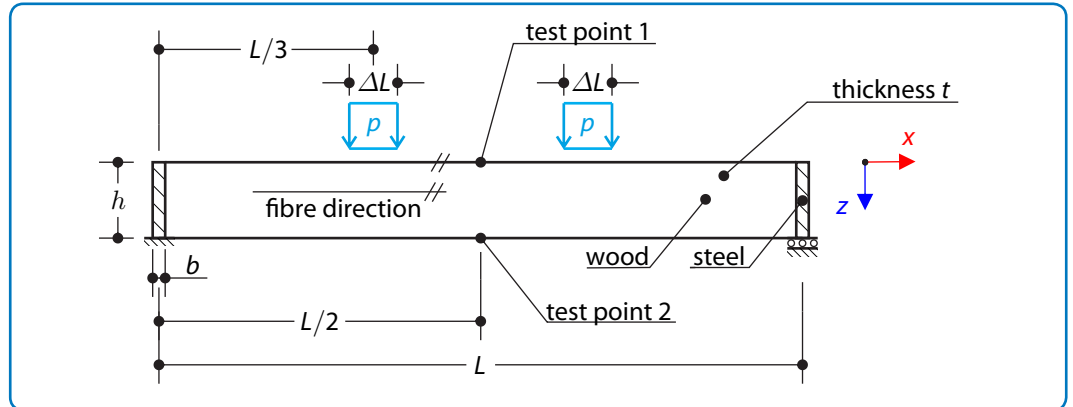 test point 1
L/3
ΔL
ΔL
thickness t
p
p
x
h
fibre direction
z
wood
steel
b
test point 2
L/2
L